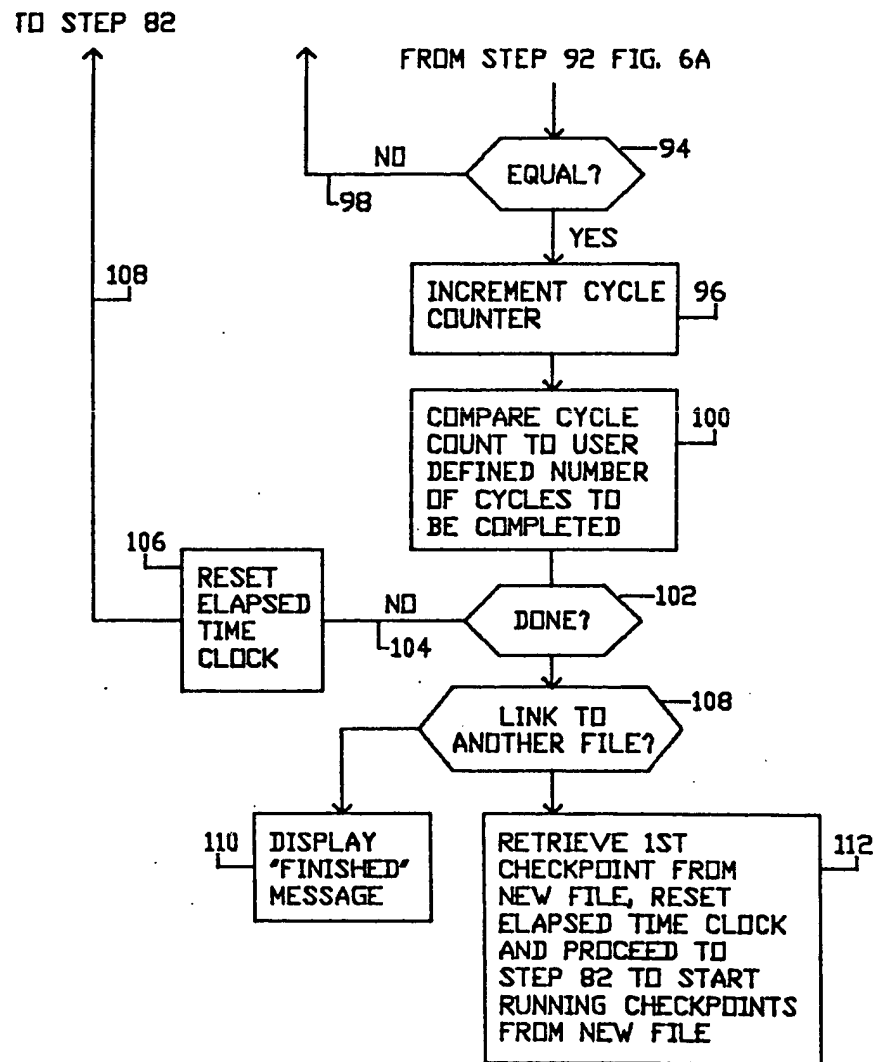 TO STEP 82
FROM STEP 92 FIG. 6A
94
EQUAL?
NO
98
YES
108
INCREMENT CYCLE
COUNTER
96
COMPARE CYCLE
COUNT TO USER
DEFINED NUMBER
OF CYCLES TO
BE COMPLETED
100
106
RESET
ELAPSED
TIME
CLOCK
NO
104
DONE?
102
LINK TO
ANOTHER FILE?
108
110
DISPLAY
"FINISHED"
MESSAGE
RETRIEVE 1ST
CHECKPOINT FROM
NEW FILE, RESET
ELAPSED TIME CLOCK
AND PROCEED TO
STEP 82 TO START
RUNNING CHECKPOINTS
FROM NEW FILE
112